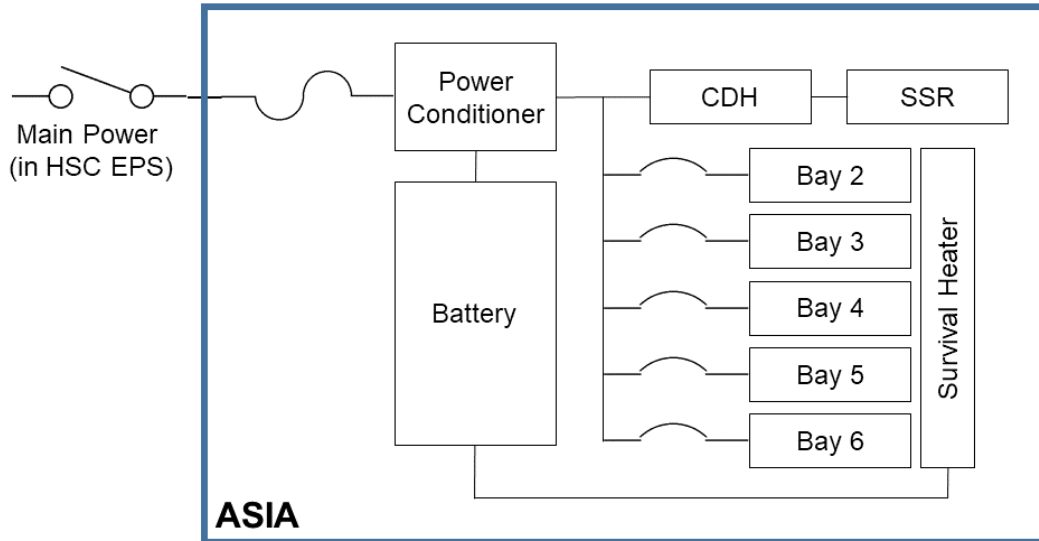 Main Power
(in HSC EPS)
Power
Conditioner
CDH
SSR
Bay 2
Bay 3
Bay 4
Bay 5
Bay 6
Battery
Survival Heater
ASIA